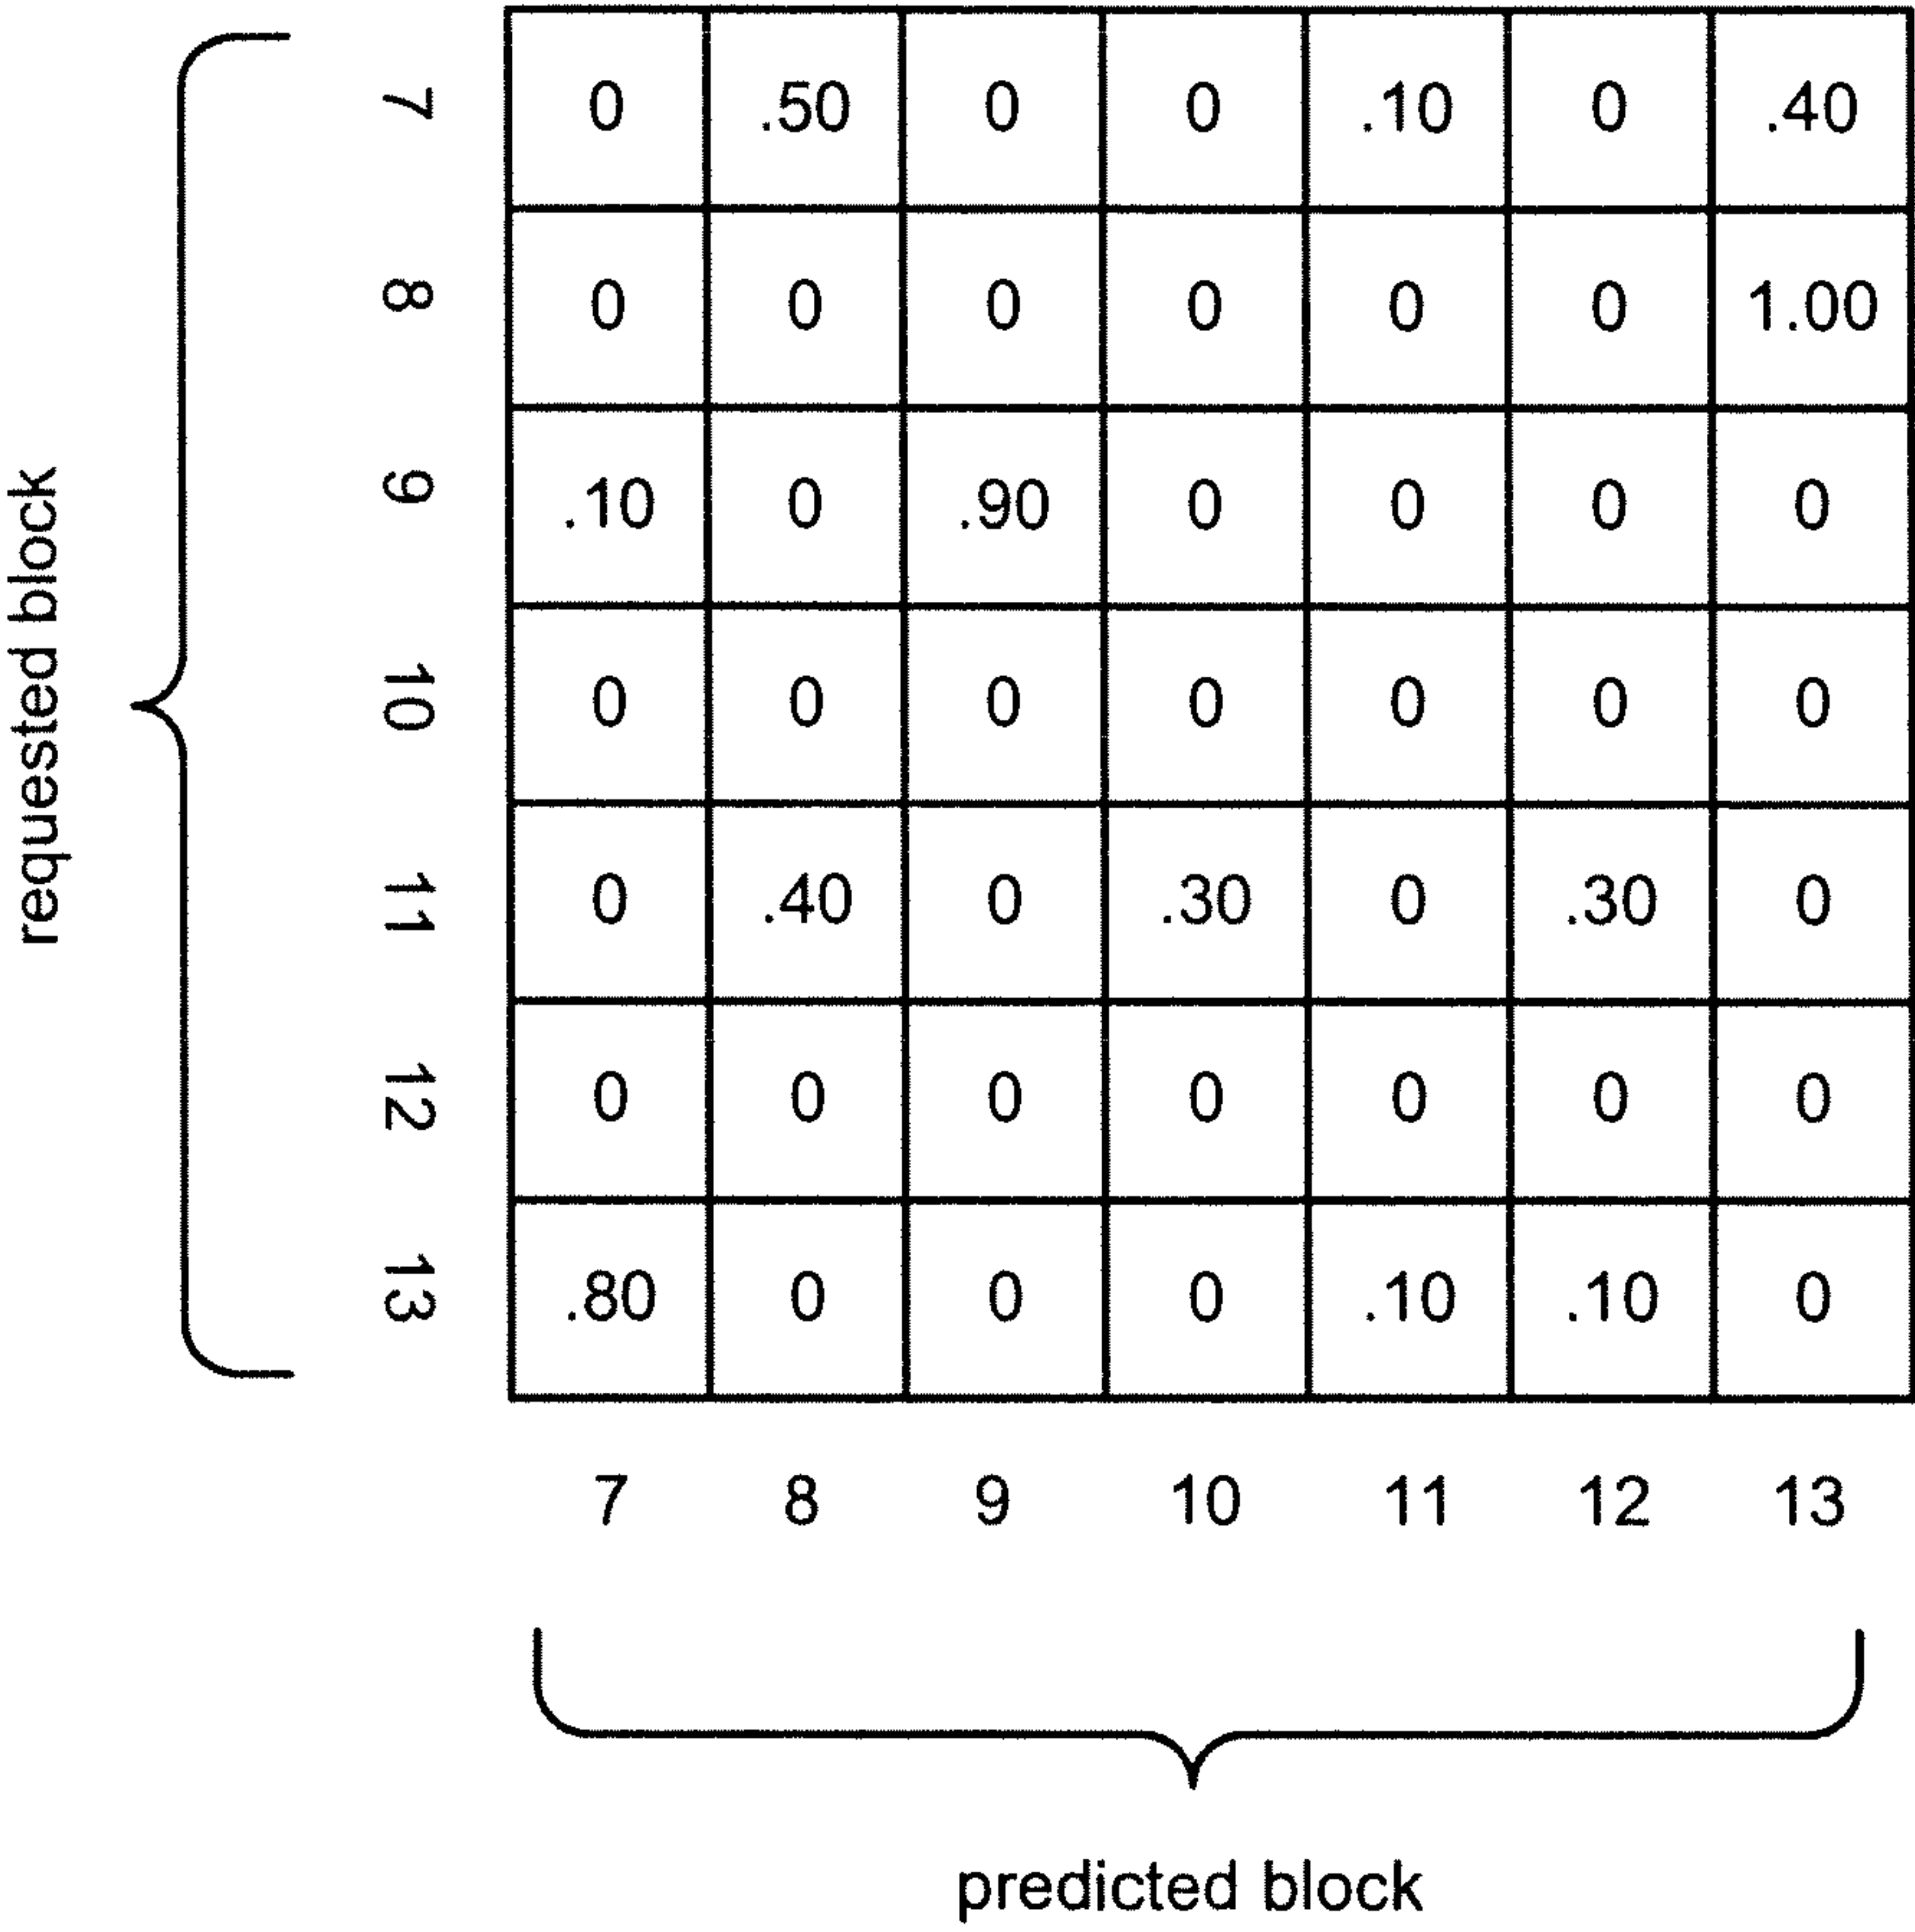 7 0 .50 0 0 .10 0 .40
8 0 0 0 0 0 0 1.00
9 .10 0 .90 0 0 0 0
10 0 0 0 0 0 0 0
11 0 .40 0 .30 0 .30 0
12 0 0 0 0 0 0 0
13 .80 0 0 0 .10 .10 0
requested block
7 8 9 10 11 12 13
predicted block